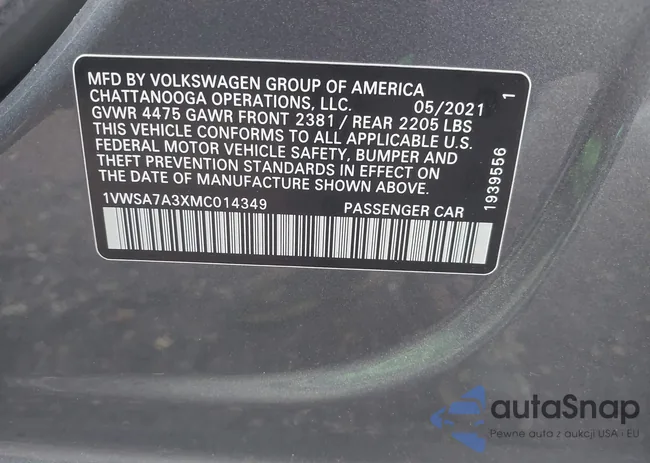 MFD BY VOLKSWAGEN GROUP OF AMERICA
CHATTANOOGA OPERATIONS, LLC. 05/2021
GVWR 4475 GAWR FRONT 2381 / REAR 2205 LBS
THIS VEHICLE CONFORMS TO ALL APPLICABLE U.S.
FEDERAL MOTOR VEHICLE SAFETY, BUMPER AND
THEFT PREVENTION STANDARDS IN EFFECT ON
THE DATE OF MANUFACTURE SHOWN ABOVE.
1VWSA7A3XMC014349 PASSENGER CAR
1939556 1
autaSnap
Pewne auta z aukcji USA i EU